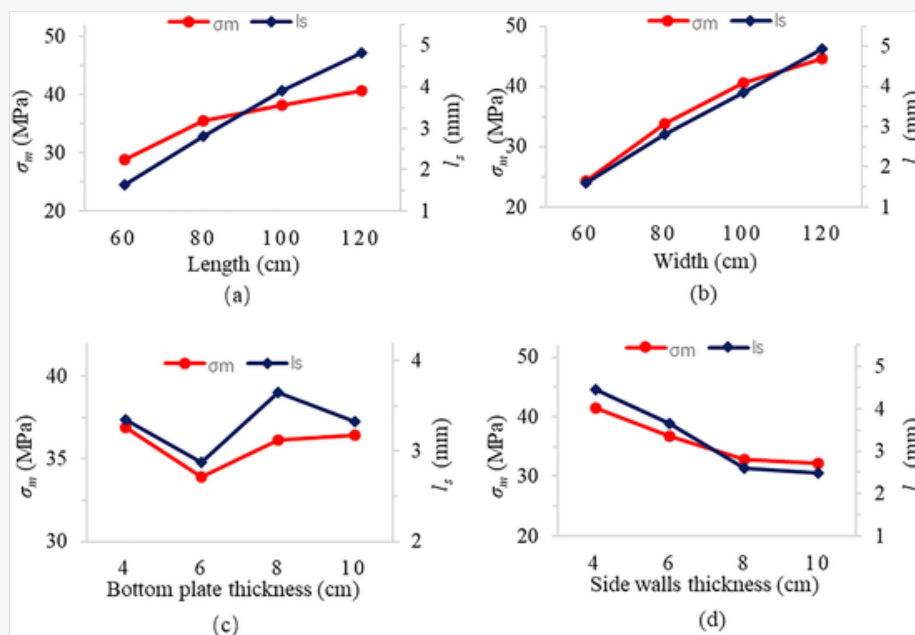 σm ls
50
40
30
20
σm (MPa)
5
4
3
2
1
ls (mm)
60 80 100 120
Length (cm)
(a)
σm ls
50
40
30
20
σm (MPa)
5
4
3
2
1
l (mm)
60 80 100 120
Width (cm)
(b)
σm ls
40
35
30
σm (MPa)
4
3
2
ls (mm)
4 6 8 10
Bottom plate thickness (cm)
(c)
σm ls
50
40
30
20
σm (MPa)
5
4
3
2
1
l (mm)
4 6 8 10
Side walls thickness (cm)
(d)